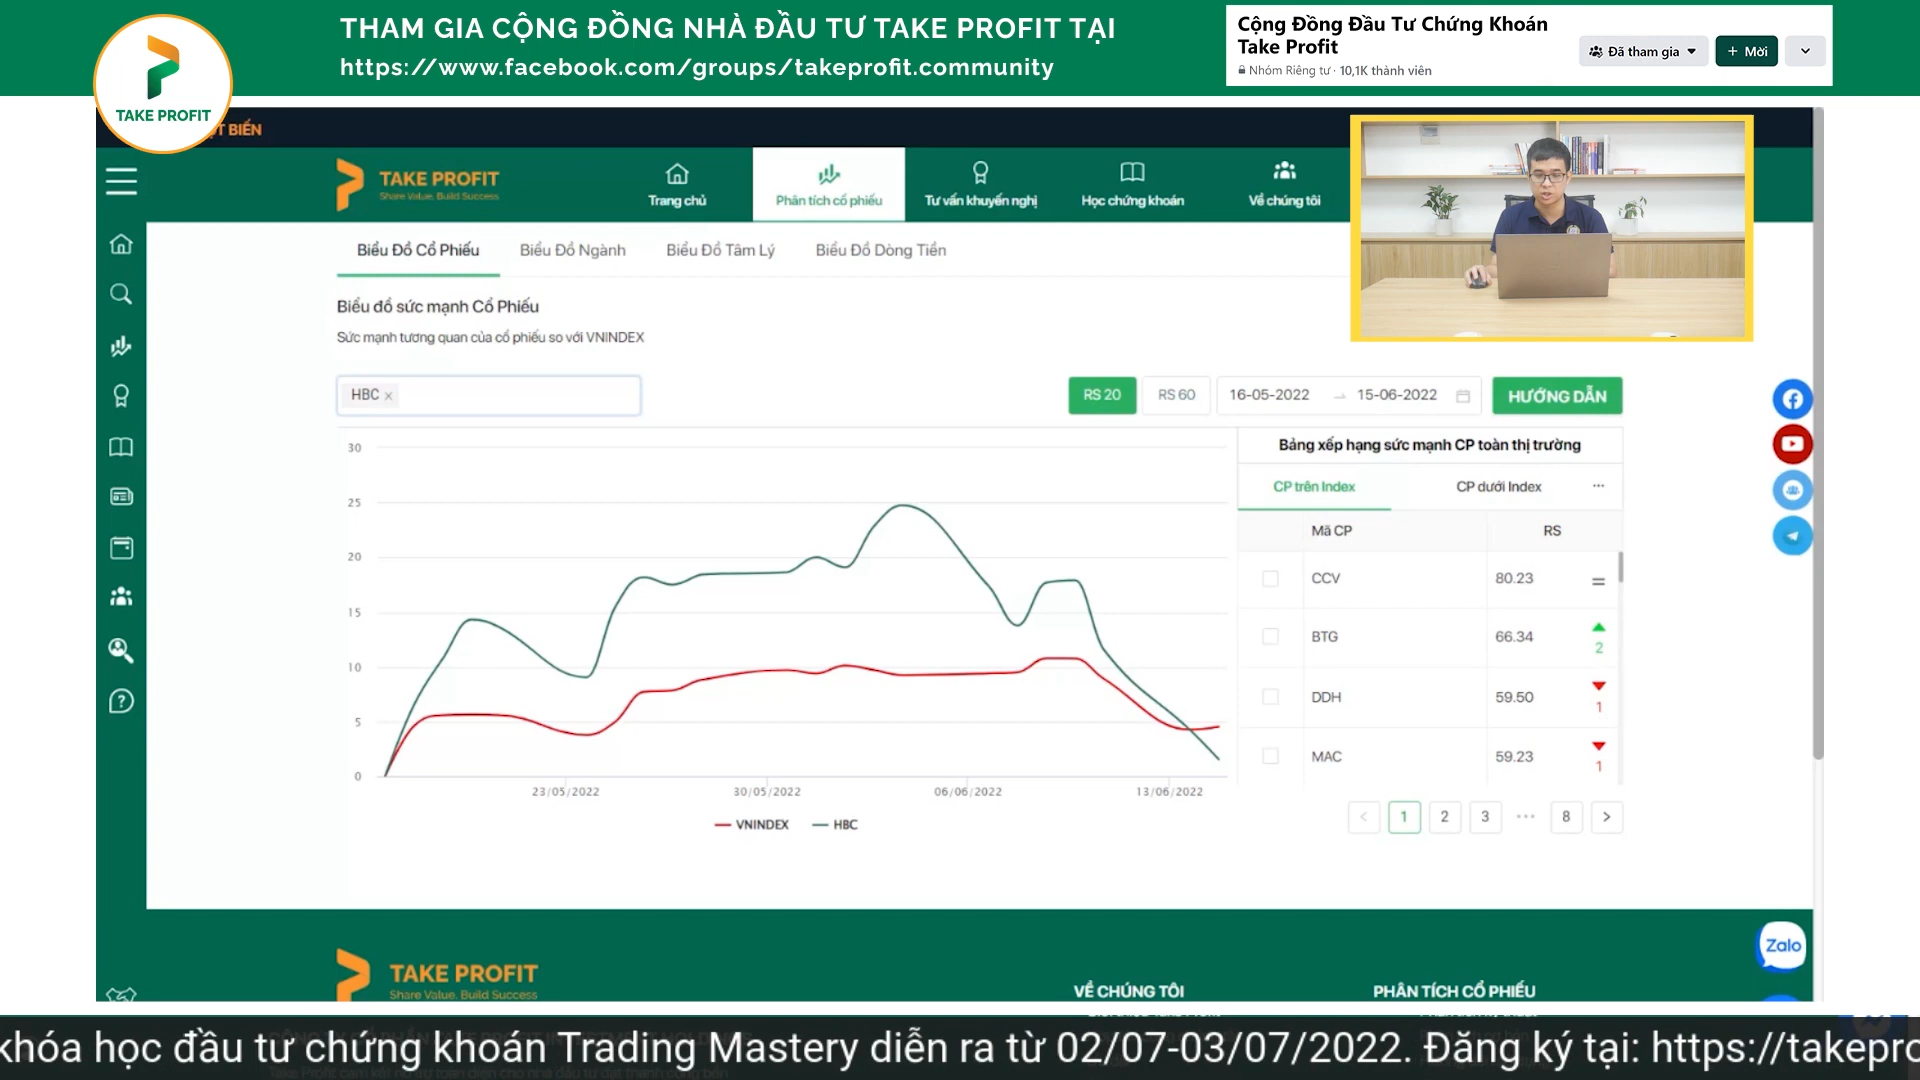 THAM GIA CỘNG ĐỒNG NHÀ ĐẦU TƯ TAKE PROFIT TẠI
https://www.facebook.com/groups/takeprofit.community
Cộng Đồng Đầu Tư Chứng Khoán
Take Profit
Nhóm Riêng tư · 10,1K thành viên
Đã tham gia
+ Mời
TAKE PROFIT
BIẾN
TAKE PROFIT
Share Value. Build Success
Trang chủ
Phân tích cổ phiếu
Tư vấn khuyến nghị
Học chứng khoán
Về chúng tôi
Biểu Đồ Cổ Phiếu
Biểu Đồ Ngành
Biểu Đồ Tâm Lý
Biểu Đồ Dòng Tiền
Biểu đồ sức mạnh Cổ Phiếu
Sức mạnh tương quan của cổ phiếu so với VNINDEX
HBC ×
RS 20
RS 60
16-05-2022 → 15-06-2022
HƯỚNG DẪN
30
25
20
15
10
5
0
23/05/2022
30/05/2022
06/06/2022
13/06/2022
VNINDEX
HBC
Bảng xếp hạng sức mạnh CP toàn thị trường
CP trên Index
CP dưới Index
···
Mã CP
RS
CCV 80.23 =
BTG 66.34 2
DDH 59.50 1
MAC 59.23 1
< 1 2 3 ··· 8 >
Zalo
TAKE PROFIT
Share Value. Build Success
VỀ CHÚNG TÔI
PHÂN TÍCH CỔ PHIẾU
khóa học đầu tư chứng khoán Trading Mastery diễn ra từ 02/07-03/07/2022. Đăng ký tại: https://takepro